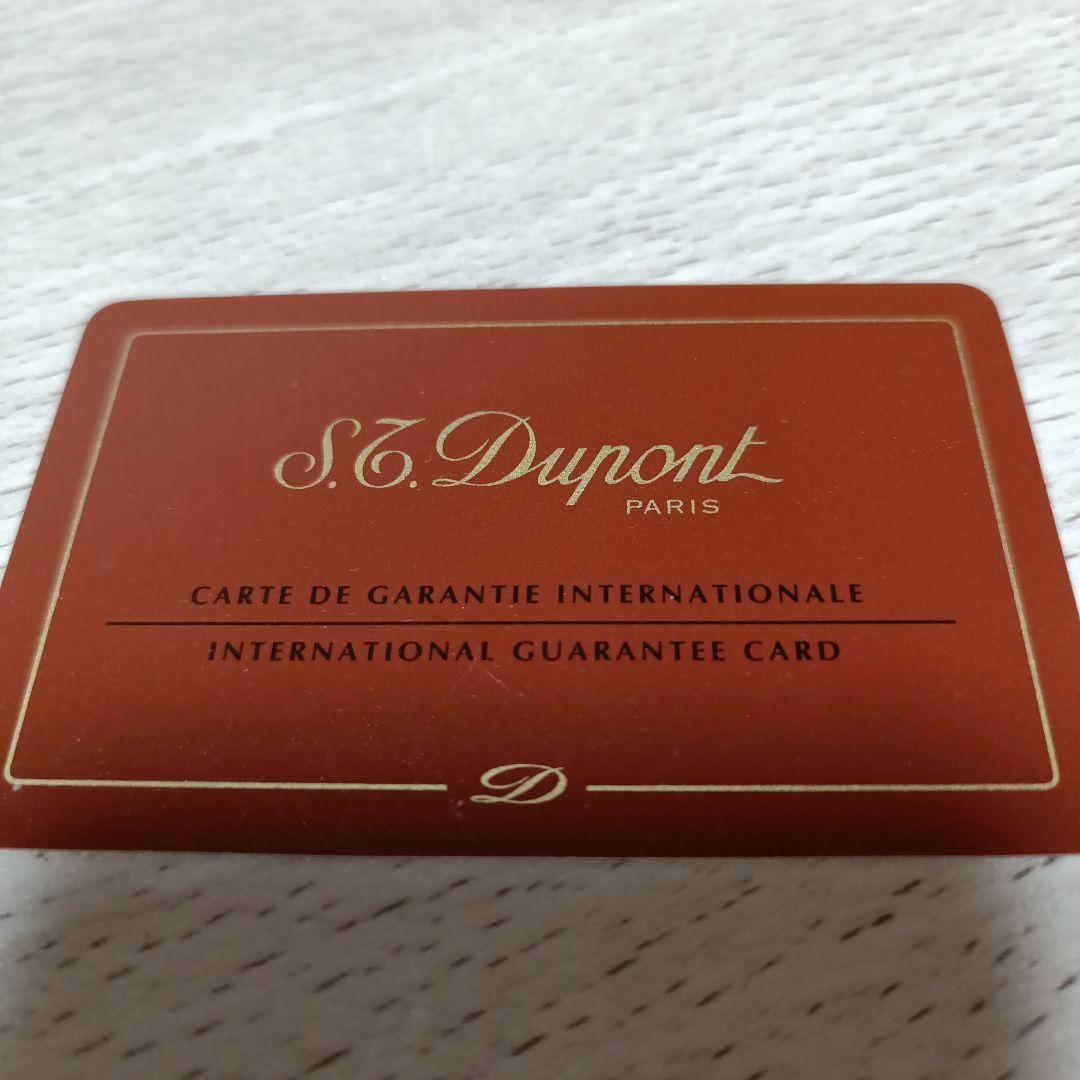 S.T. Dupont
PARIS
CARTE DE GARANTIE INTERNATIONALE
INTERNATIONAL GUARANTEE CARD
D